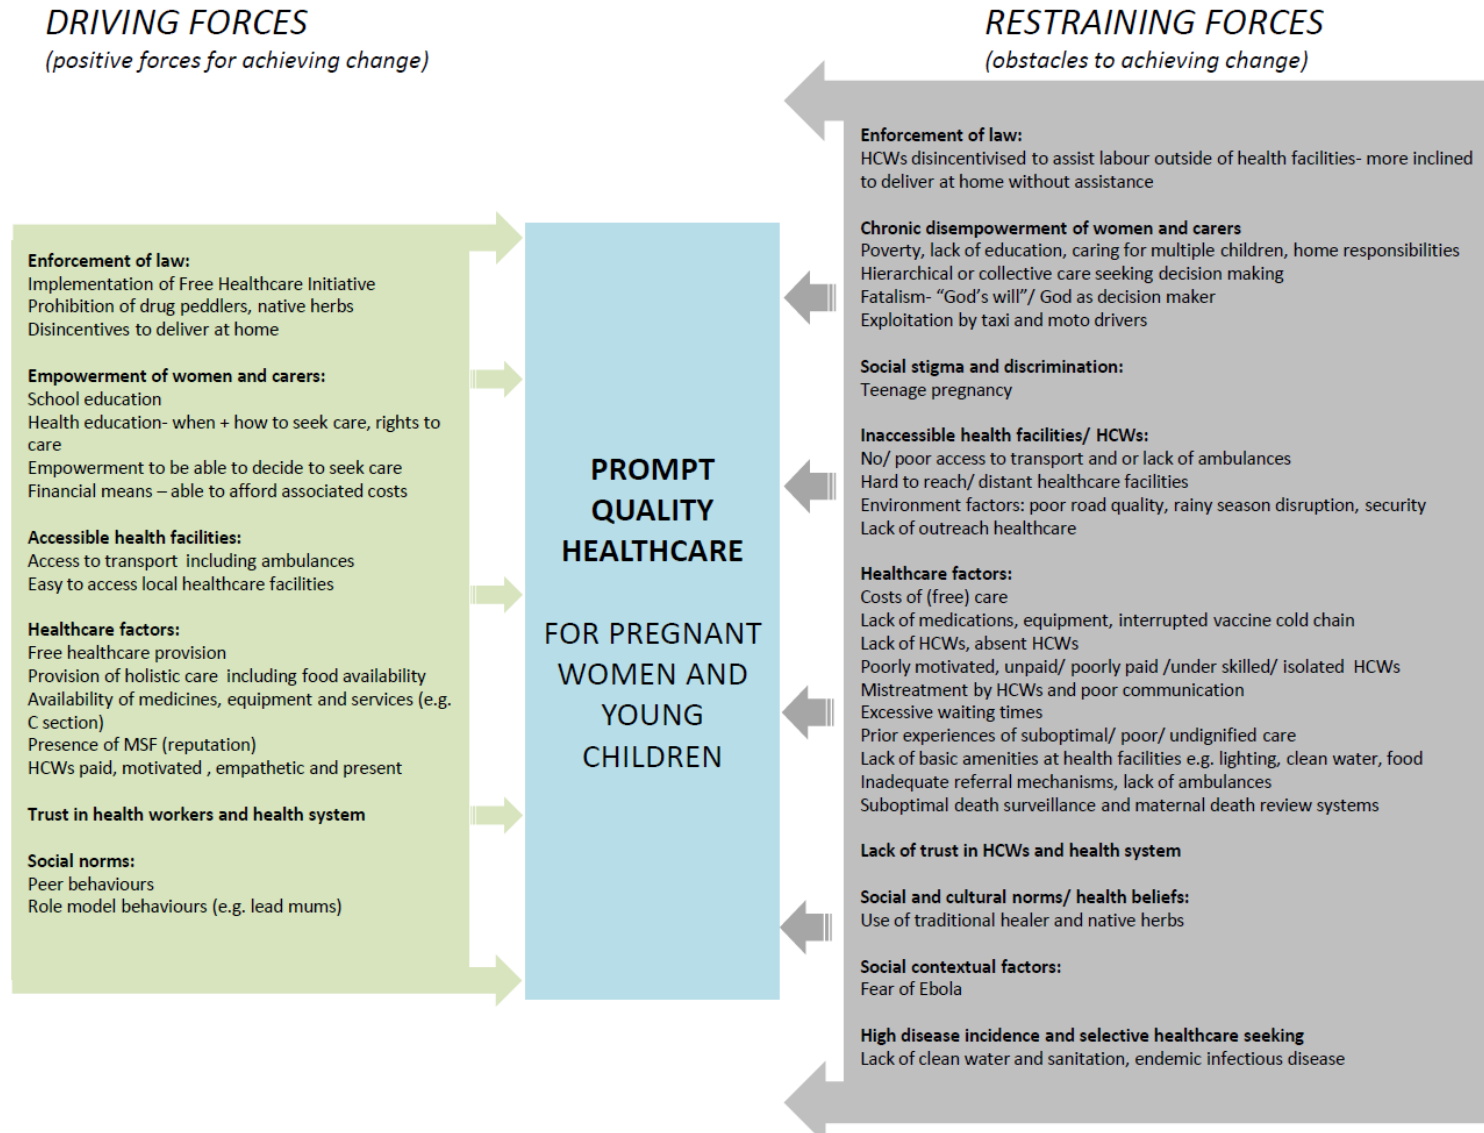 DRIVING FORCES
(positive forces for achieving change)
Enforcement of law:
Implementation of Free Healthcare Initiative
Prohibition of drug peddlers, native herbs
Disincentives to deliver at home
Empowerment of women and carers:
School education
Health education- when + how to seek care, rights to
care
Empowerment to be able to decide to seek care
Financial means – able to afford associated costs
Accessible health facilities:
Access to transport including ambulances
Easy to access local healthcare facilities
Healthcare factors:
Free healthcare provision
Provision of holistic care including food availability
Availability of medicines, equipment and services (e.g.
C section)
Presence of MSF (reputation)
HCWs paid, motivated , empathetic and present
Trust in health workers and health system
Social norms:
Peer behaviours
Role model behaviours (e.g. lead mums)
PROMPT
QUALITY
HEALTHCARE
FOR PREGNANT
WOMEN AND
YOUNG
CHILDREN
RESTRAINING FORCES
(obstacles to achieving change)
Enforcement of law:
HCWs disincentivised to assist labour outside of health facilities- more inclined
to deliver at home without assistance
Chronic disempowerment of women and carers
Poverty, lack of education, caring for multiple children, home responsibilities
Hierarchical or collective care seeking decision making
Fatalism- “God’s will”/ God as decision maker
Exploitation by taxi and moto drivers
Social stigma and discrimination:
Teenage pregnancy
Inaccessible health facilities/ HCWs:
No/ poor access to transport and or lack of ambulances
Hard to reach/ distant healthcare facilities
Environment factors: poor road quality, rainy season disruption, security
Lack of outreach healthcare
Healthcare factors:
Costs of (free) care
Lack of medications, equipment, interrupted vaccine cold chain
Lack of HCWs, absent HCWs
Poorly motivated, unpaid/ poorly paid /under skilled/ isolated HCWs
Mistreatment by HCWs and poor communication
Excessive waiting times
Prior experiences of suboptimal/ poor/ undignified care
Lack of basic amenities at health facilities e.g. lighting, clean water, food
Inadequate referral mechanisms, lack of ambulances
Suboptimal death surveillance and maternal death review systems
Lack of trust in HCWs and health system
Social and cultural norms/ health beliefs:
Use of traditional healer and native herbs
Social contextual factors:
Fear of Ebola
High disease incidence and selective healthcare seeking
Lack of clean water and sanitation, endemic infectious disease